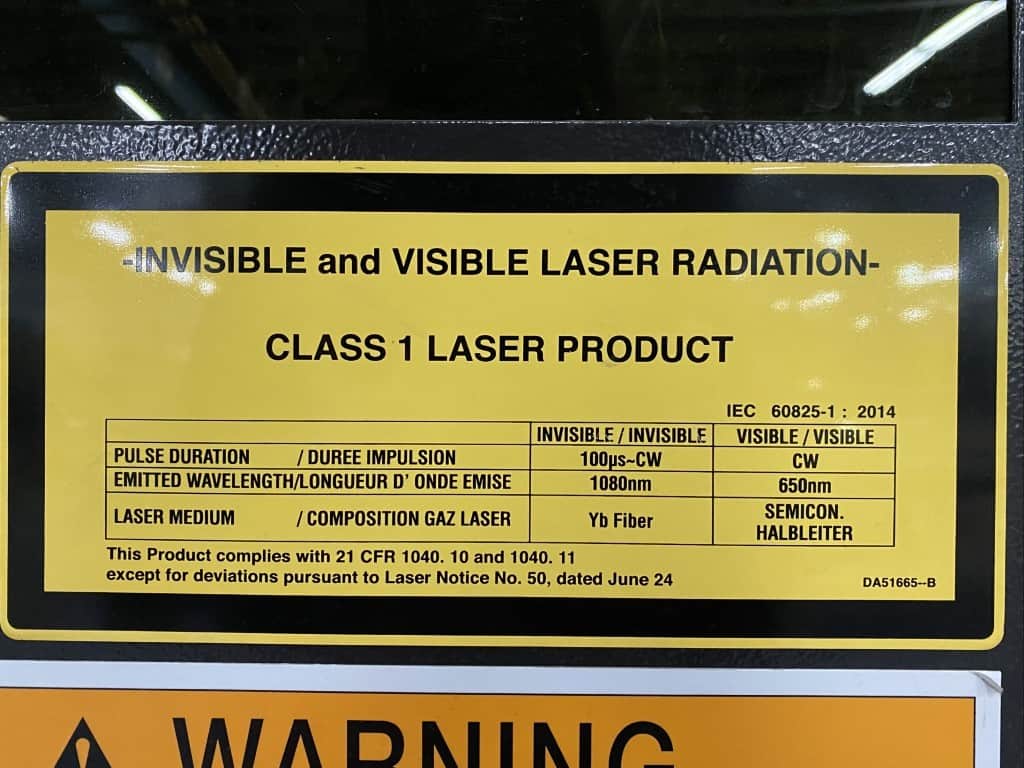 -INVISIBLE and VISIBLE LASER RADIATION-
CLASS 1 LASER PRODUCT
IEC 60825-1 : 2014
INVISIBLE / INVISIBLE VISIBLE / VISIBLE
PULSE DURATION / DUREE IMPULSION 100µs~CW CW
EMITTED WAVELENGTH/LONGUEUR D' ONDE EMISE 1080nm 650nm
LASER MEDIUM / COMPOSITION GAZ LASER Yb Fiber SEMICON.
HALBLEITER
This Product complies with 21 CFR 1040. 10 and 1040. 11
except for deviations pursuant to Laser Notice No. 50, dated June 24
DA51665--B
WARNING